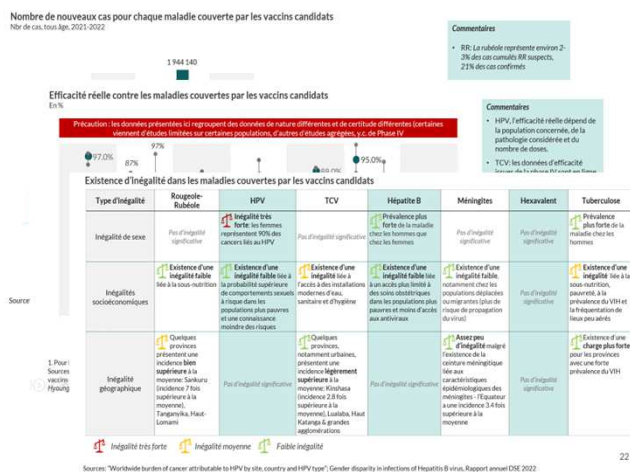 Nombre de nouveaux cas pour chaque maladie couverte par les vaccins candidats
Nbr de cas, tous âge, 2021-2022
Commentaires
• RR: La rubéole représente environ 2-
3% des cas cumulés RR suspects,
21% des cas confirmés
1 944 140
Efficacité réelle contre les maladies couvertes par les vaccins candidats
En %
Précaution : les données présentées ici regroupent des données de nature différentes et de certitude différentes (certaines
viennent d'études limitées sur certaines populations, d'autres d'études agrégées, y.c. de Phase IV
Commentaires
• HPV, l'efficacité réelle dépend de
la population concernée, de la
pathologie considérée et du
nombre de doses.
• TCV: les données d'efficacité
97.0%
87%
97%
95.0%
Existence d'inégalité dans les maladies couvertes par les vaccins candidats
Type d'inégalité
Rougeole-
Rubéole
HPV
TCV
Hépatite B
Méningites
Hexavalent
Tuberculose
Inégalité de sexe
Pas d'inégalité
significative
Inégalité très
forte: les femmes
représentent 90% des
cancers liés au HPV
Pas d'inégalité significative
Prévalence plus
forte de la maladie
chez les hommes que
chez les femmes
Pas d'inégalité
significative
Pas d'inégalité
significative
Prévalence
plus forte de la
maladie chez les
hommes
Inégalités
socioéconomiques
Existence d'une
inégalité faible
liée à la sous-nutrition
Existence d'une
inégalité faible liée à
la probabilité supérieure
de comportements sexuels
à risque dans les
populations plus pauvres
et une connaissance
moindre des risques
Existence d'une
inégalité liée à
l'accès à des installations
modernes d'eau,
sanitaire et d'hygiène
Existence d'une
inégalité faible liée
à un accès plus limité à
des soins obstétriques
dans les populations plus
pauvres et moins d'accès
aux antiviraux
Existence d'une
inégalité faible,
notamment chez les
populations déplacées
ou migrantes (plus de
risque de propagation
du virus)
Pas d'inégalité
significative
Existence d'une
inégalité liée à la
sous-nutrition,
pauvreté, à la
prévalence du VIH et
la fréquentation de
lieux peu aérés
Inégalité
géographique
Quelques
provinces
présentent une
incidence bien
supérieure à la
moyenne: Sankuru
(incidence 7 fois
supérieure à la
moyenne),
Tanganyika, Haut-
Lomami
Pas d'inégalité significative
Quelques
provinces,
notamment urbaines,
présentent une
incidence légèrement
supérieure à la
moyenne: Kinshasa
(incidence 2.8 fois
supérieure à la
moyenne), Lualaba, Haut
Katanga & grandes
agglomérations
Pas d'inégalité significative
Assez peu
d'inégalité malgré
l'existence de la
ceinture méningitique
liée aux
caractéristiques
épidémiologiques des
méningites - l'Equateur
a une incidence 3.4 fois
supérieure à la
moyenne
Pas d'inégalité
significative
Existence d'une
charge plus forte
pour les provinces
avec une forte
prévalence du VIH
Source
1. Pour
Sources
vaccins
Hyoung
Inégalité très forte
Inégalité moyenne
Faible inégalité
22
Sources: "Worldwide burden of cancer attributable to HPV by site, country and HPV type"; Gender disparity in infections of Hepatitis B virus, Rapport annuel DSE 2022